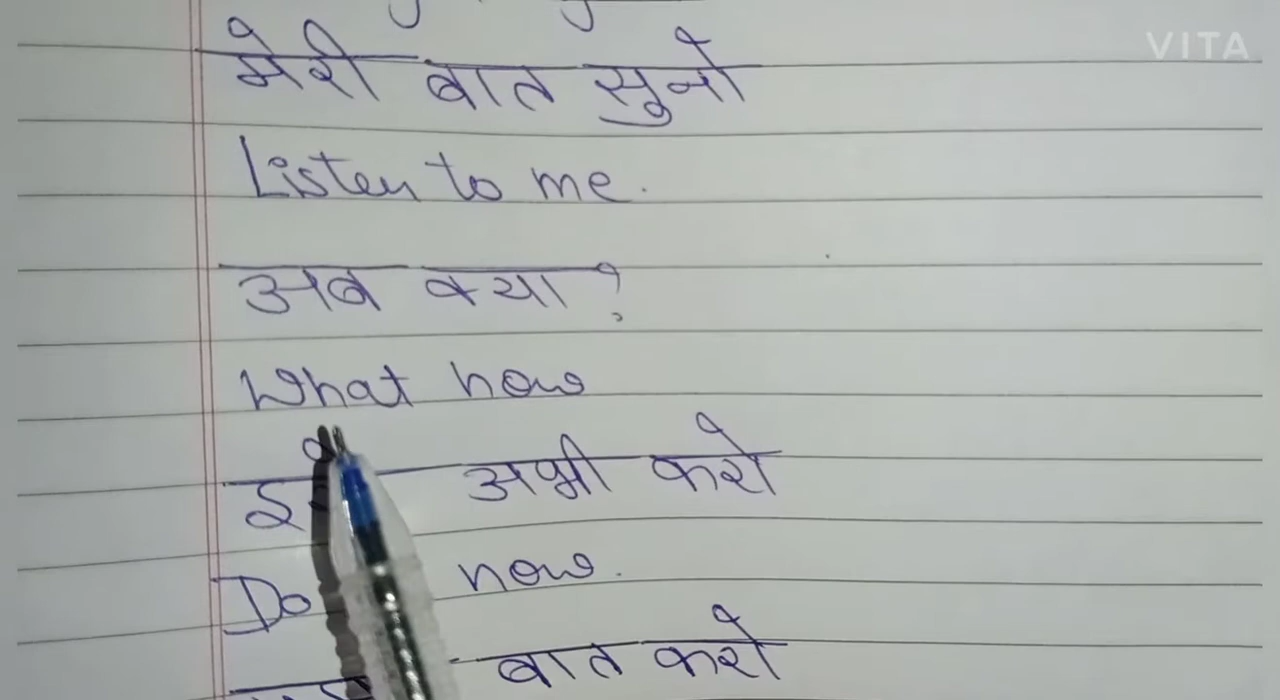 VITA
मेरी बात सुनो
Listen to me.
अब क्या?
What now
अभी करो
Do now.
बात करो